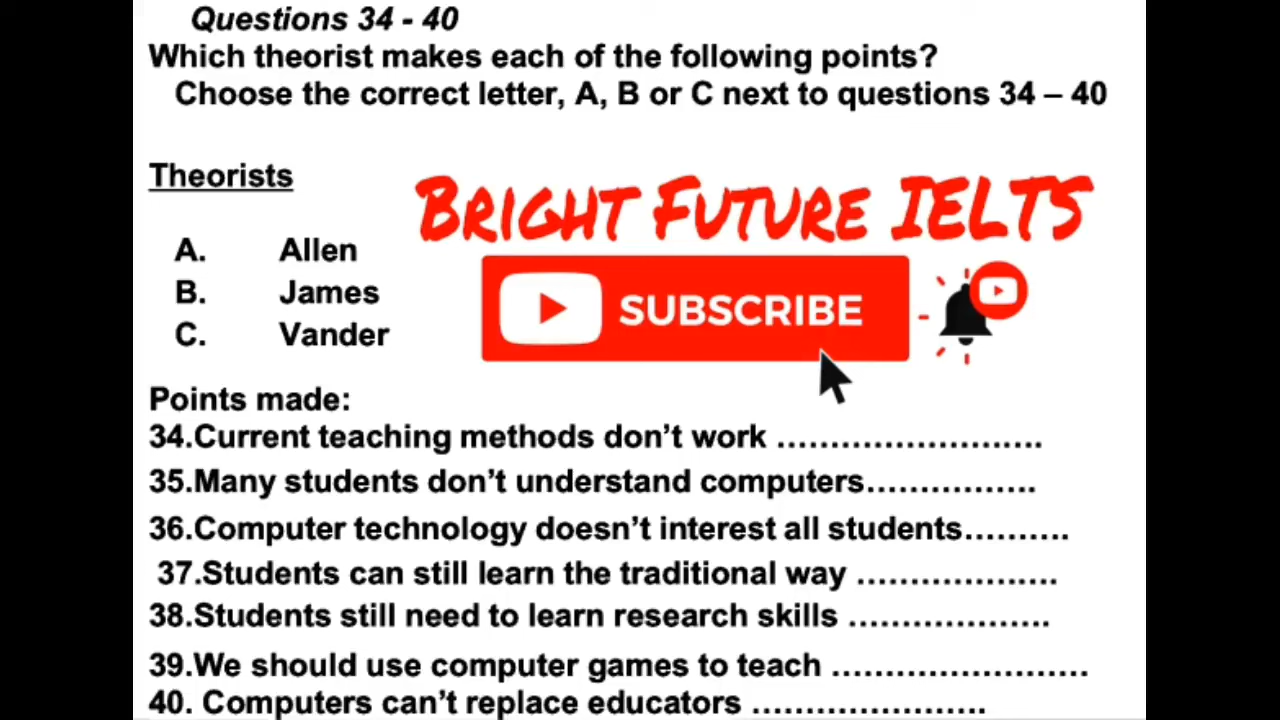 Questions 34 - 40
Which theorist makes each of the following points?
Choose the correct letter, A, B or C next to questions 34 – 40
Theorists
BRIGHT FUTURE IELTS
A. Allen
B. James
C. Vander
SUBSCRIBE
Points made:
34.Current teaching methods don’t work ……………………..
35.Many students don’t understand computers…………….
36.Computer technology doesn’t interest all students……….
37.Students can still learn the traditional way ………………..
38.Students still need to learn research skills ………………..
39.We should use computer games to teach ……………………
40. Computers can’t replace educators ………………….